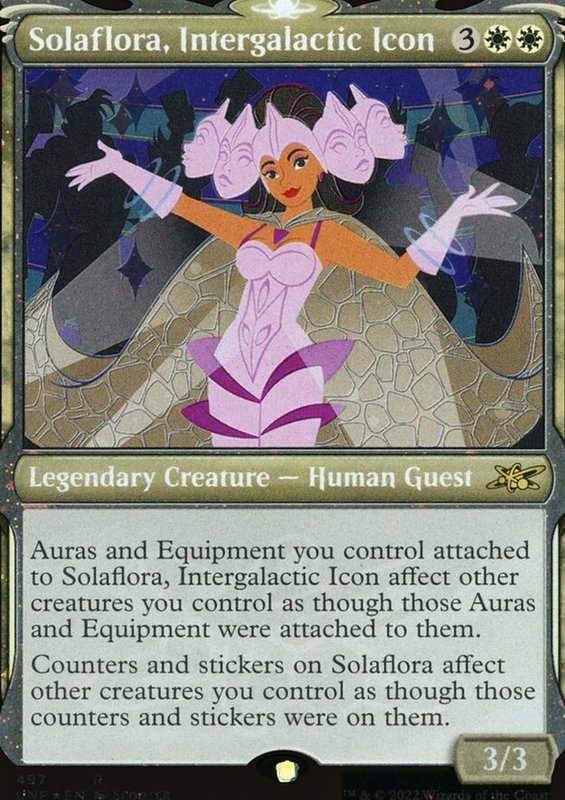 Solaflora, Intergalactic Icon 3
Legendary Creature — Human Guest
Auras and Equipment you control attached
to Solaflora, Intergalactic Icon affect other
creatures you control as though those Auras
and Equipment were attached to them.
Counters and stickers on Solaflora affect
other creatures you control as though those
counters and stickers were on them.
3/3
497 R
UNF★EN
™ & © 2022 Wizards of the Coast